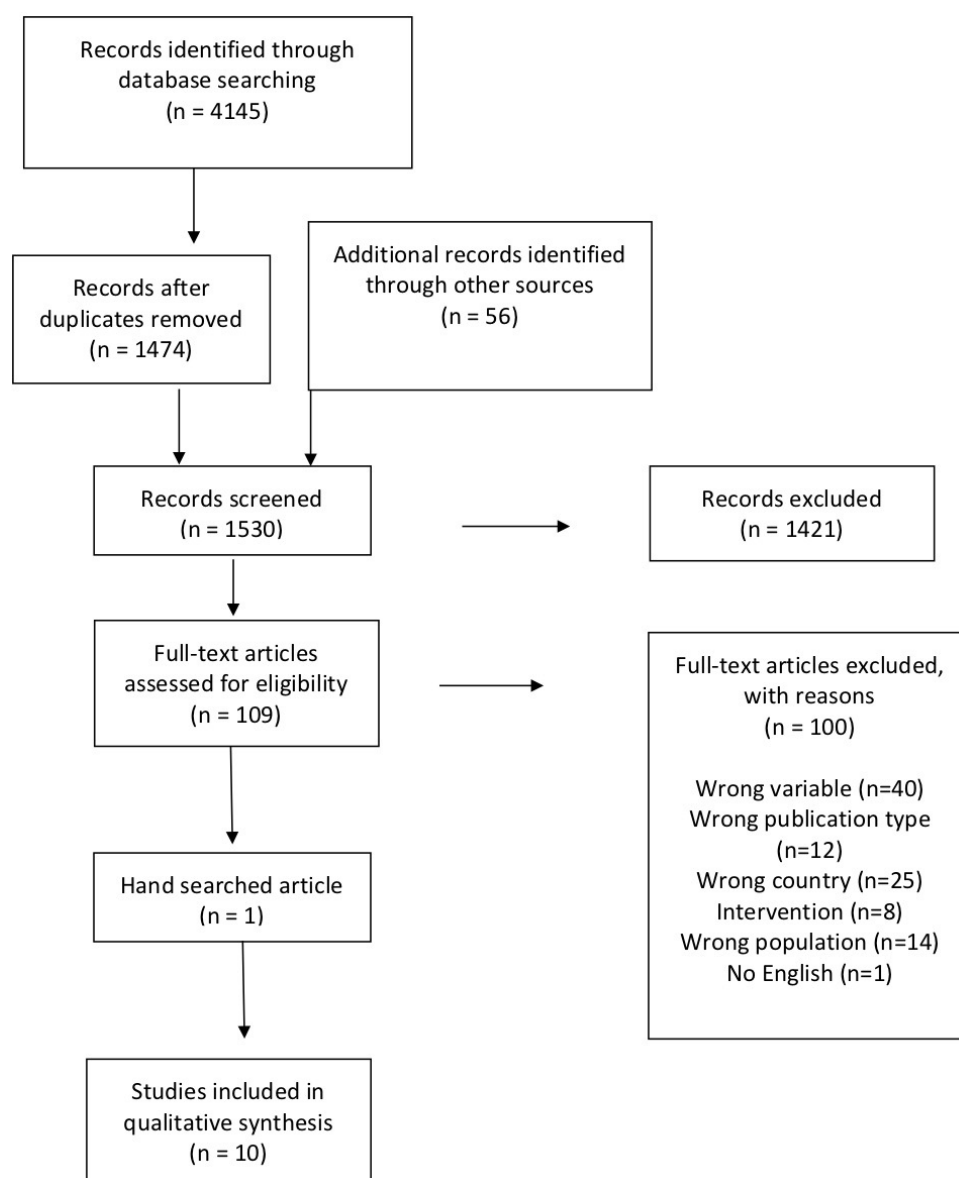 Records identified through
database searching
(n = 4145)
Additional records identified
through other sources
(n = 56)
Records after
duplicates removed
(n = 1474)
Records screened
(n = 1530)
Records excluded
(n = 1421)
Full-text articles
assessed for eligibility
(n = 109)
Full-text articles excluded,
with reasons
(n = 100)
Wrong variable (n=40)
Wrong publication type
(n=12)
Wrong country (n=25)
Intervention (n=8)
Wrong population (n=14)
No English (n=1)
Hand searched article
(n = 1)
Studies included in
qualitative synthesis
(n = 10)